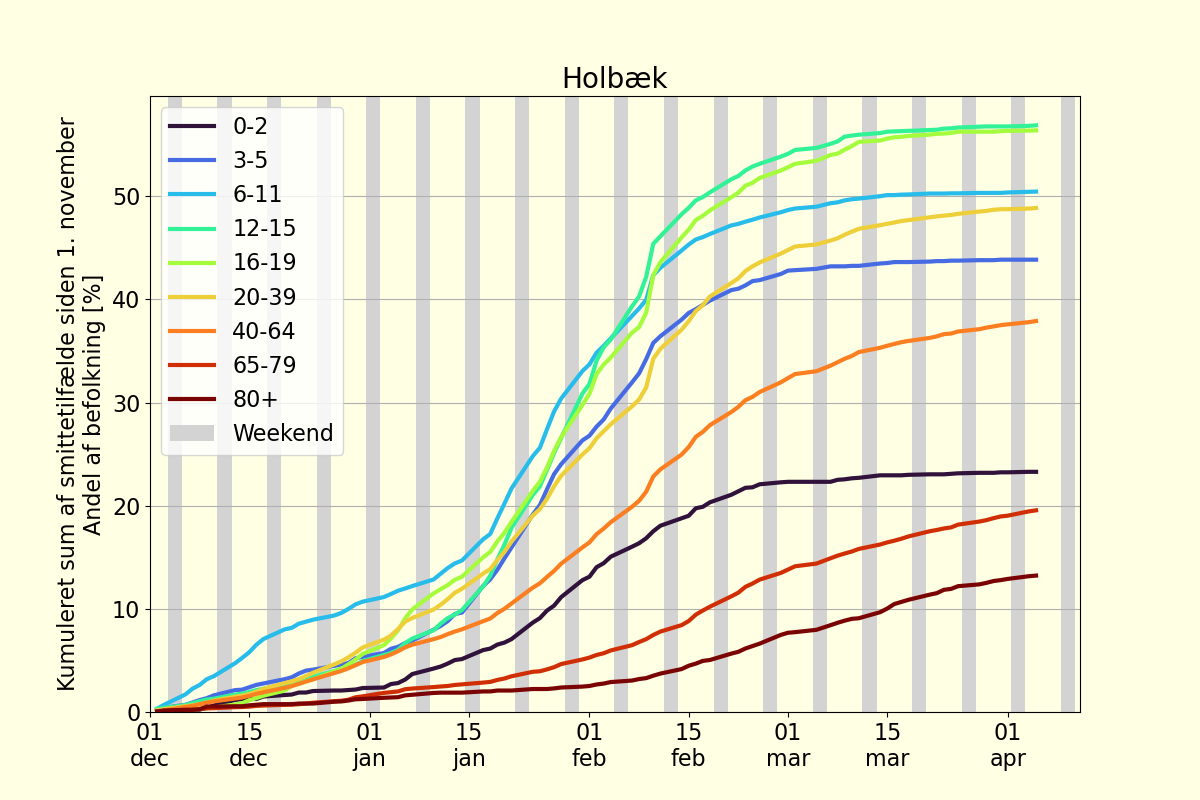 Holbæk
Kumuleret sum af smittetilfælde siden 1. november
Andel af befolkning [%]
50
40
30
20
10
0
0-2
3-5
6-11
12-15
16-19
20-39
40-64
65-79
80+
Weekend
01 15 01 15 01 15 01 15 01
dec dec jan jan feb feb mar mar apr